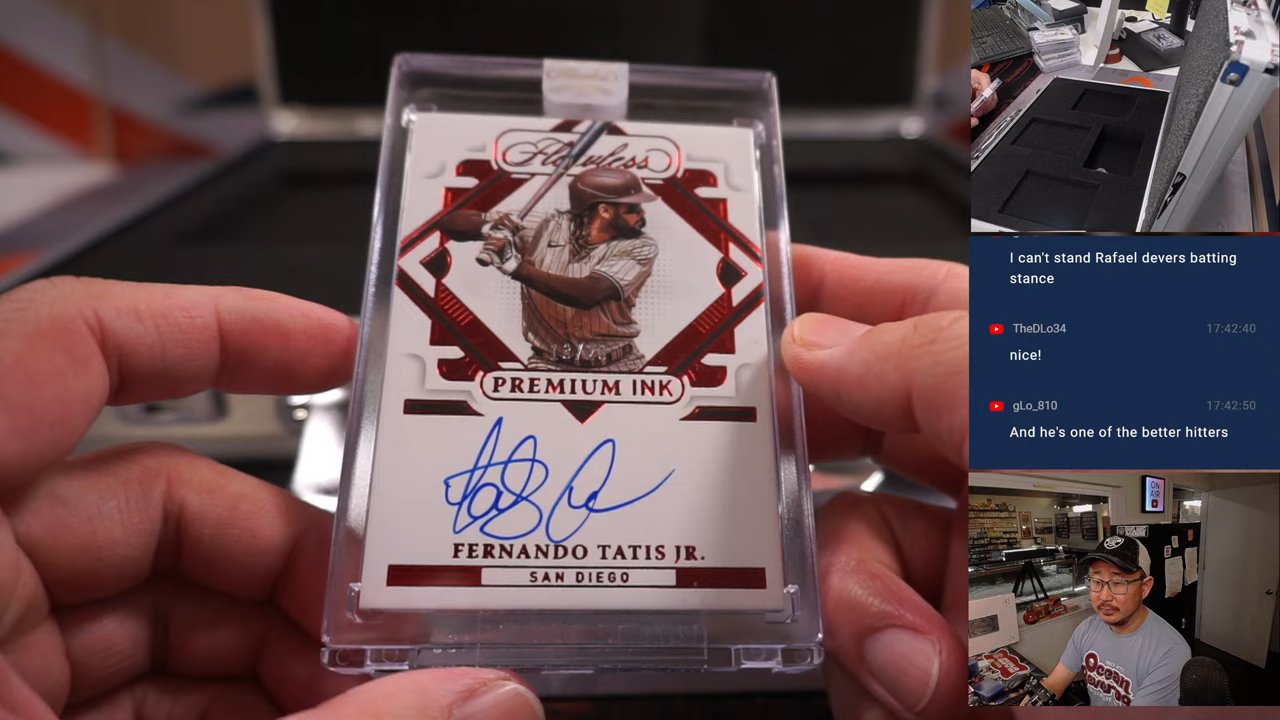 Flawless
PREMIUM INK
FERNANDO TATIS JR.
SAN DIEGO
I can't stand Rafael devers batting
stance
TheDLo34 17:42:40
nice!
gLo_810 17:42:50
And he's one of the better hitters
ON
AIR